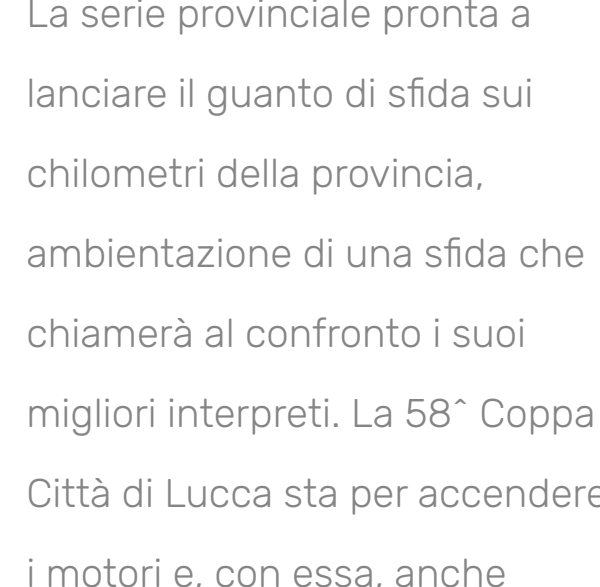 La serie provinciale pronta a
lanciare il guanto di sfida sui
chilometri della provincia,
ambientazione di una sfida che
chiamerà al confronto i suoi
migliori interpreti. La 58^ Coppa
Città di Lucca sta per accendere
i motori e, con essa, anche